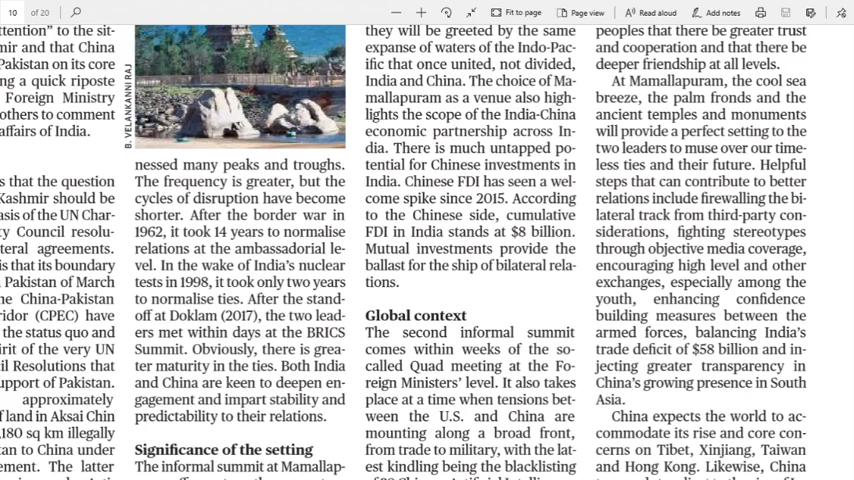 10 of 20
Fit to page
Page view
Read aloud
Add notes
ttention” to the sit-
mir and that China
Pakistan on its core
ng a quick riposte
Foreign Ministry
others to comment
affairs of India.
s that the question
Kashmir should be
asis of the UN Char-
ty Council resolu-
teral agreements.
is that its boundary
Pakistan of March
he China-Pakistan
ridor (CPEC) have
the status quo and
irit of the very UN
il Resolutions that
upport of Pakistan.
approximately
f land in Aksai Chin
,180 sq km illegally
tan to China under
ement. The latter
B. VELANKANNI RAJ
nessed many peaks and troughs.
The frequency is greater, but the
cycles of disruption have become
shorter. After the border war in
1962, it took 14 years to normalise
relations at the ambassadorial le-
vel. In the wake of India’s nuclear
tests in 1998, it took only two years
to normalise ties. After the stand-
off at Doklam (2017), the two lead-
ers met within days at the BRICS
Summit. Obviously, there is grea-
ter maturity in the ties. Both India
and China are keen to deepen en-
gagement and impart stability and
predictability to their relations.
Significance of the setting
The informal summit at Mamallap-
they will be greeted by the same
expanse of waters of the Indo-Pac-
ific that once united, not divided,
India and China. The choice of Ma-
mallapuram as a venue also high-
lights the scope of the India-China
economic partnership across In-
dia. There is much untapped po-
tential for Chinese investments in
India. Chinese FDI has seen a wel-
come spike since 2015. According
to the Chinese side, cumulative
FDI in India stands at $8 billion.
Mutual investments provide the
ballast for the ship of bilateral rela-
tions.
Global context
The second informal summit
comes within weeks of the so-
called Quad meeting at the Fo-
reign Ministers’ level. It also takes
place at a time when tensions bet-
ween the U.S. and China are
mounting along a broad front,
from trade to military, with the lat-
est kindling being the blacklisting
peoples that there be greater trust
and cooperation and that there be
deeper friendship at all levels.
At Mamallapuram, the cool sea
breeze, the palm fronds and the
ancient temples and monuments
will provide a perfect setting to the
two leaders to muse over our time-
less ties and their future. Helpful
steps that can contribute to better
relations include firewalling the bi-
lateral track from third-party con-
siderations, fighting stereotypes
through objective media coverage,
encouraging high level and other
exchanges, especially among the
youth, enhancing confidence
building measures between the
armed forces, balancing India’s
trade deficit of $58 billion and in-
jecting greater transparency in
China’s growing presence in South
Asia.
China expects the world to ac-
commodate its rise and core con-
cerns on Tibet, Xinjiang, Taiwan
and Hong Kong. Likewise, China